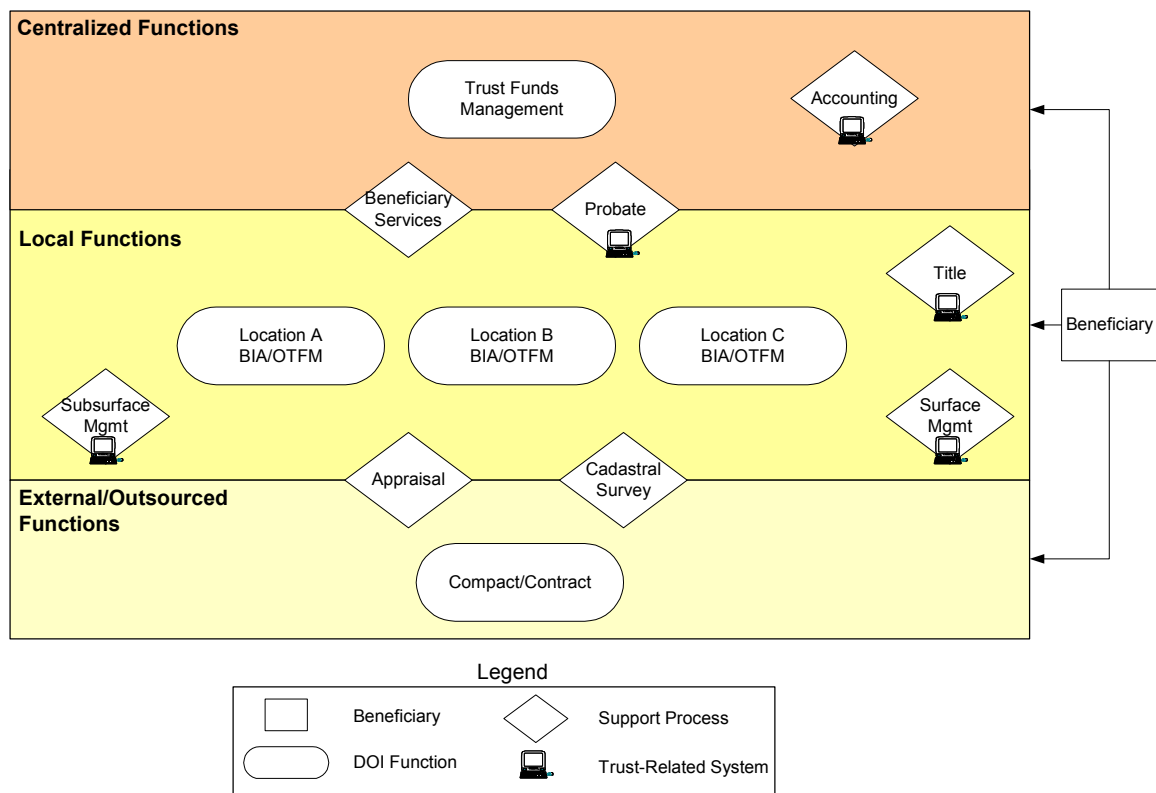 Centralized Functions
Trust Funds
Management
Accounting
Beneficiary
Services
Probate
Local Functions
Title
Location A
BIA/OTFM
Location B
BIA/OTFM
Location C
BIA/OTFM
Beneficiary
Subsurface
Mgmt
Surface
Mgmt
Appraisal
Cadastral
Survey
External/Outsourced
Functions
Compact/Contract
Legend
Beneficiary
Support Process
DOI Function
Trust-Related System